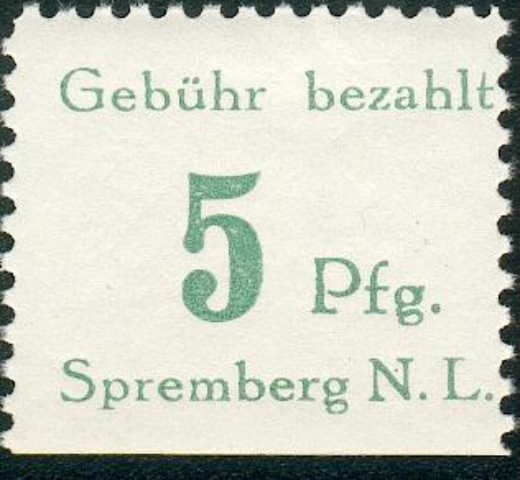 Gebühr bezahlt
5 Pfg.
Spremberg N. L.